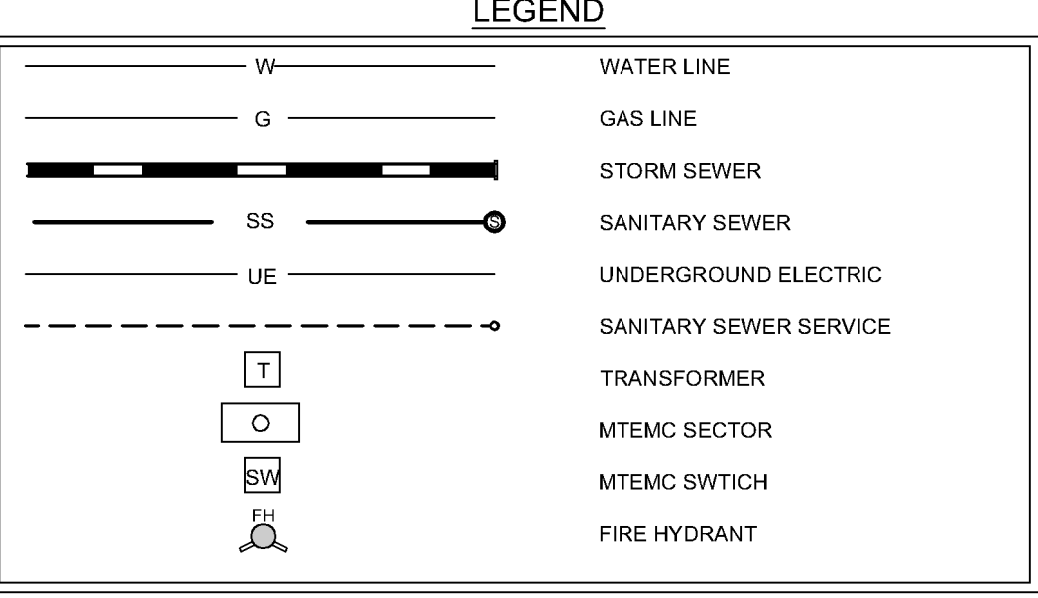 LEGEND
W WATER LINE
G GAS LINE
STORM SEWER
SS S SANITARY SEWER
UE UNDERGROUND ELECTRIC
SANITARY SEWER SERVICE
T TRANSFORMER
MTEMC SECTOR
SW MTEMC SWTICH
FH FIRE HYDRANT